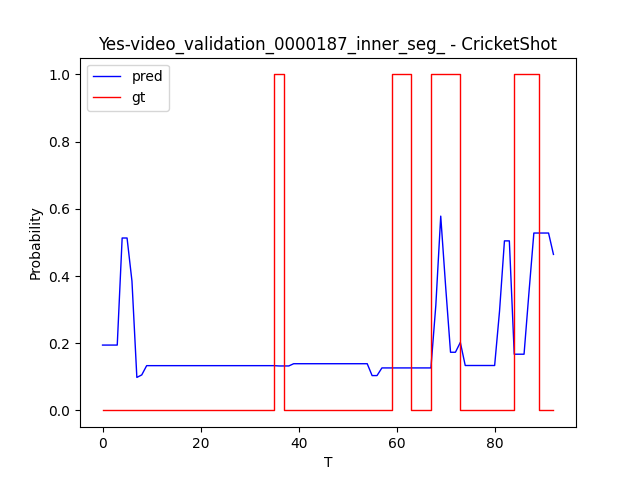 Yes-video_validation_0000187_inner_seg_ - CricketShot
pred
gt
1.0
0.8
0.6
0.4
0.2
0.0
Probability
0
20
40
60
80
T